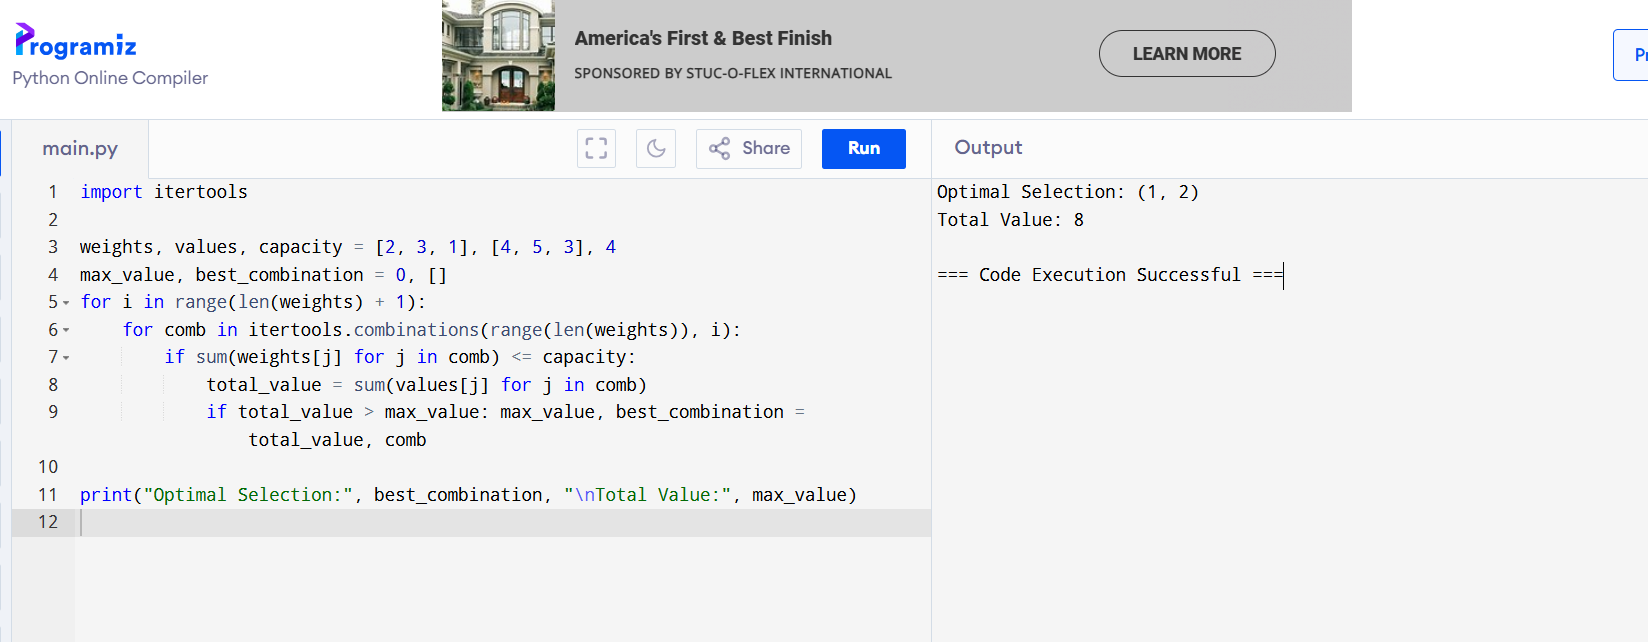 Programiz
Python Online Compiler
America's First & Best Finish
SPONSORED BY STUC-O-FLEX INTERNATIONAL
LEARN MORE
main.py
Share
Run
Output
1 import itertools
2
3 weights, values, capacity = [2, 3, 1], [4, 5, 3], 4
4 max_value, best_combination = 0, []
5 for i in range(len(weights) + 1):
6     for comb in itertools.combinations(range(len(weights)), i):
7         if sum(weights[j] for j in comb) <= capacity:
8             total_value = sum(values[j] for j in comb)
9             if total_value > max_value: max_value, best_combination =
                total_value, comb
10
11 print("Optimal Selection:", best_combination, "\nTotal Value:", max_value)
12
Optimal Selection: (1, 2)
Total Value: 8
=== Code Execution Successful ===